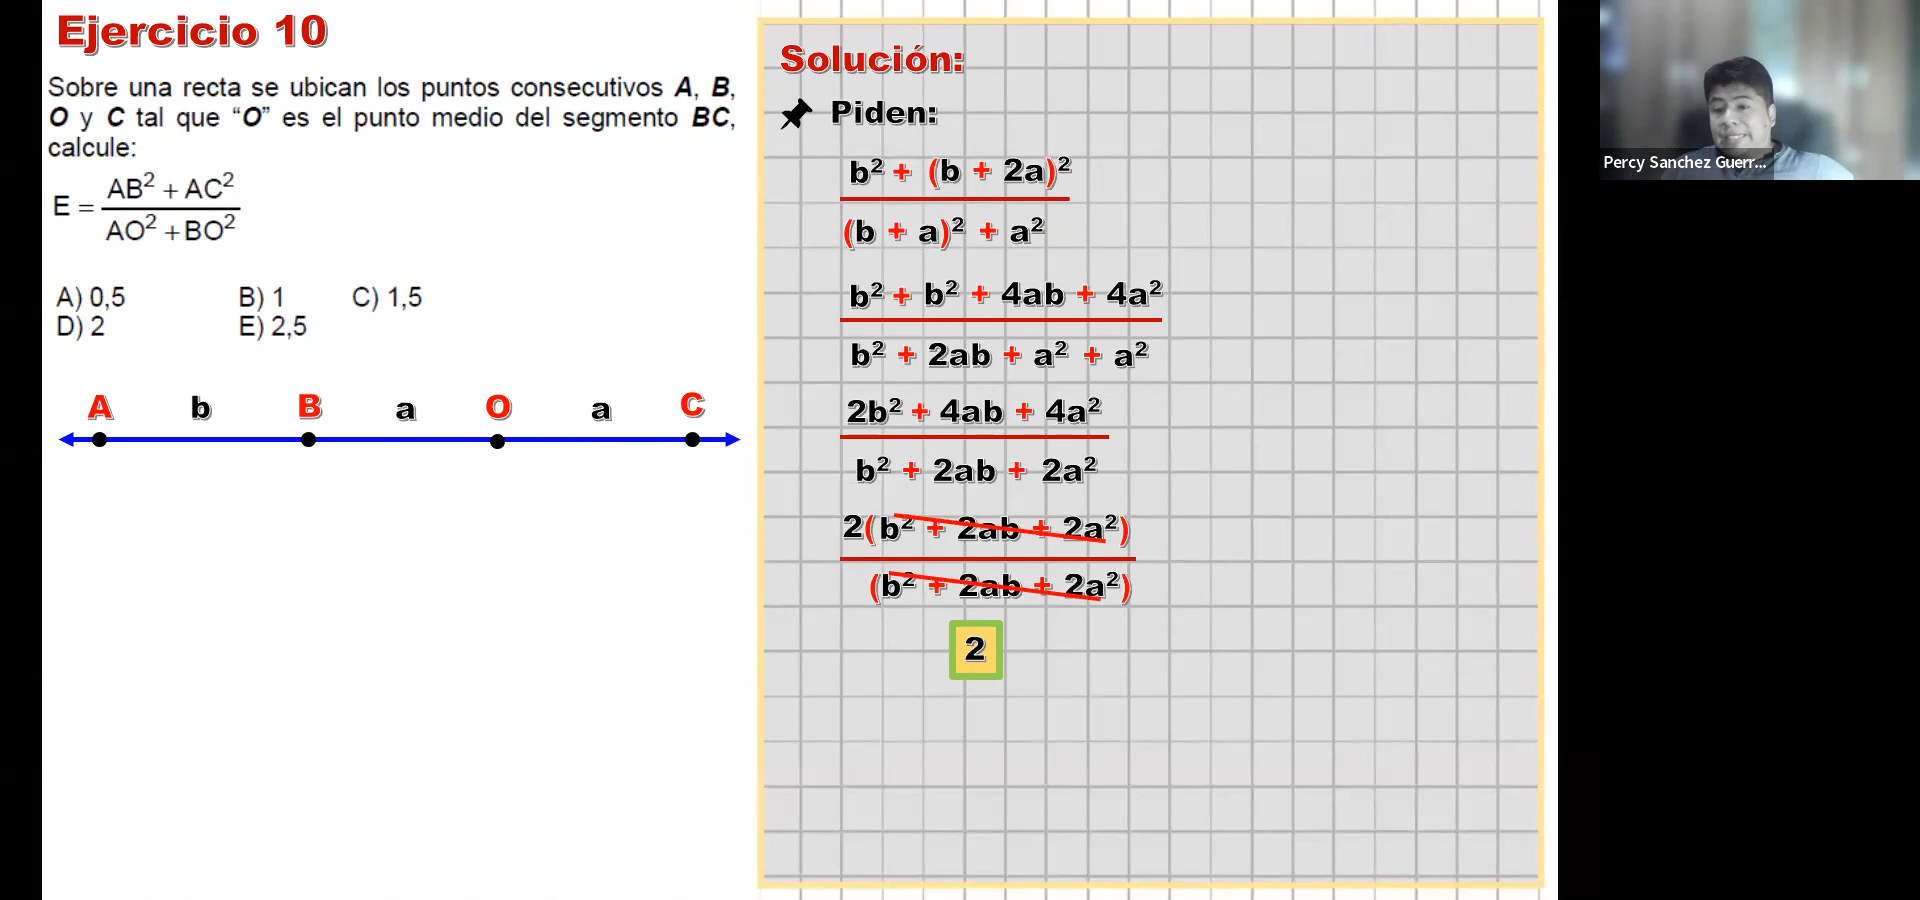 Ejercicio 10
Sobre una recta se ubican los puntos consecutivos A, B,
O y C tal que “O” es el punto medio del segmento BC,
calcule:
E = (AB² + AC²) / (AO² + BO²)
A) 0,5 B) 1 C) 1,5
D) 2 E) 2,5
A b B a O a C
Solución:
Piden:
b² + (b + 2a)²
(b + a)² + a²
b² + b² + 4ab + 4a²
b² + 2ab + a² + a²
2b² + 4ab + 4a²
b² + 2ab + 2a²
2(b² + 2ab + 2a²)
(b² + 2ab + 2a²)
2
Percy Sanchez Guerr...